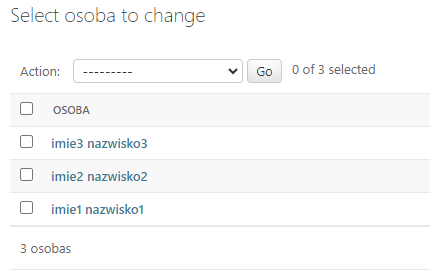 Select osoba to change
Action: --------- Go 0 of 3 selected
OSOBA
imie3 nazwisko3
imie2 nazwisko2
imie1 nazwisko1
3 osobas